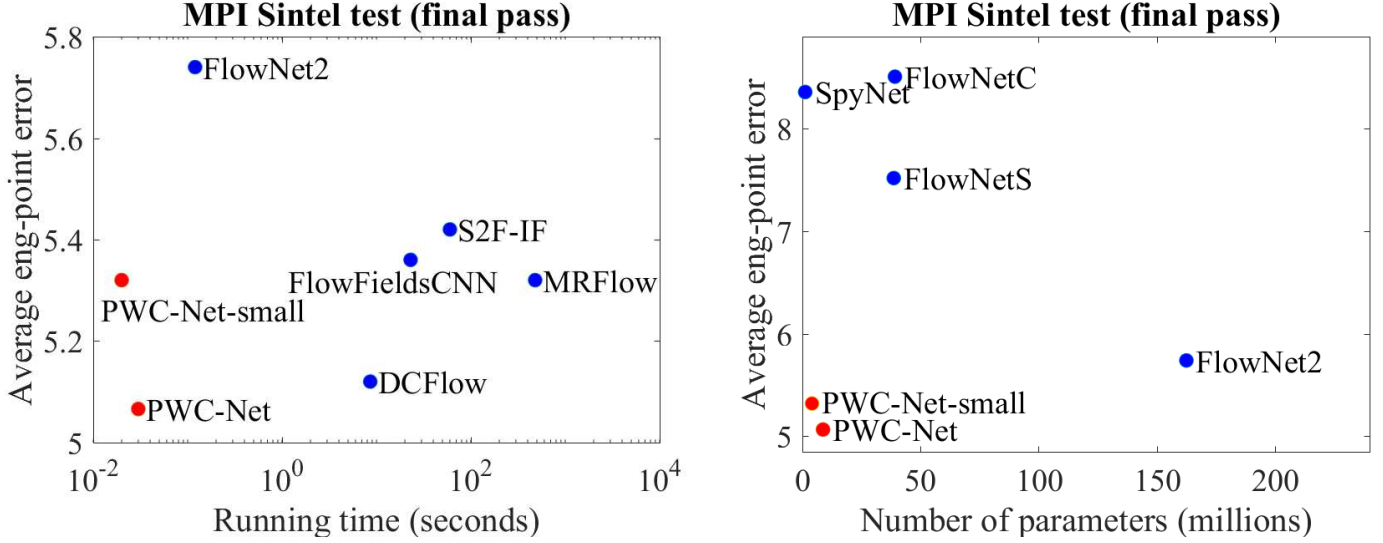 MPI Sintel test (final pass)
Average eng-point error
5.8
5.6
5.4
5.2
5
FlowNet2
S2F-IF
FlowFieldsCNN
MRFlow
PWC-Net-small
DCFlow
PWC-Net
10^-2
10^0
10^2
10^4
Running time (seconds)
MPI Sintel test (final pass)
Average eng-point error
8
7
6
5
FlowNetC
SpyNet
FlowNetS
FlowNet2
PWC-Net-small
PWC-Net
0
50
100
150
200
Number of parameters (millions)